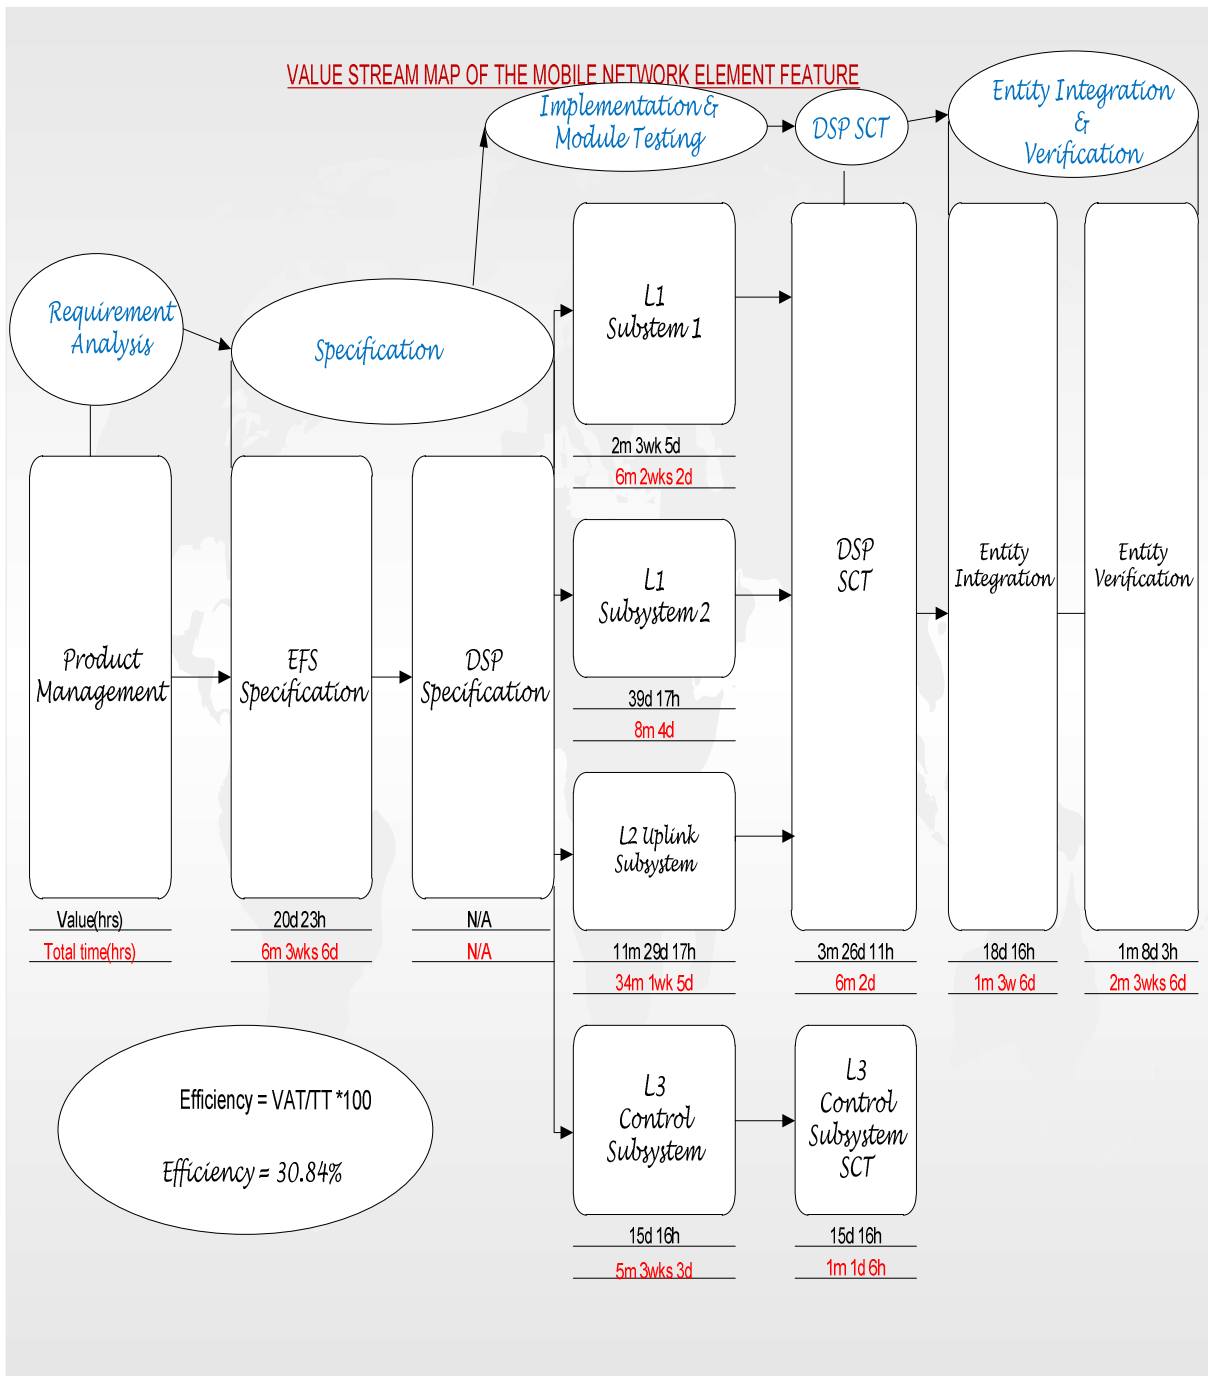 VALUE STREAM MAP OF THE MOBILE NETWORK ELEMENT FEATURE
Requirement
Analysis
Specification
Implementation &
Module Testing
DSP SCT
Entity Integration
&
Verification
Product
Management
Value(hrs)
Total time(hrs)
EFS
Specification
20d 23h
6m 3wks 6d
DSP
Specification
N/A
N/A
L1
Substem 1
2m 3wk 5d
6m 2wks 2d
L1
Subsystem 2
39d 17h
8m 4d
L2 Uplink
Subsystem
11m 29d 17h
34m 1wk 5d
L3
Control
Subsystem
15d 16h
5m 3wks 3d
DSP
SCT
3m 26d 11h
6m 2d
L3
Control
Subsystem
SCT
15d 16h
1m 1d 6h
Entity
Integration
18d 16h
1m 3w 6d
Entity
Verification
1m 8d 3h
2m 3wks 6d
Efficiency = VAT/TT *100
Efficiency = 30.84%